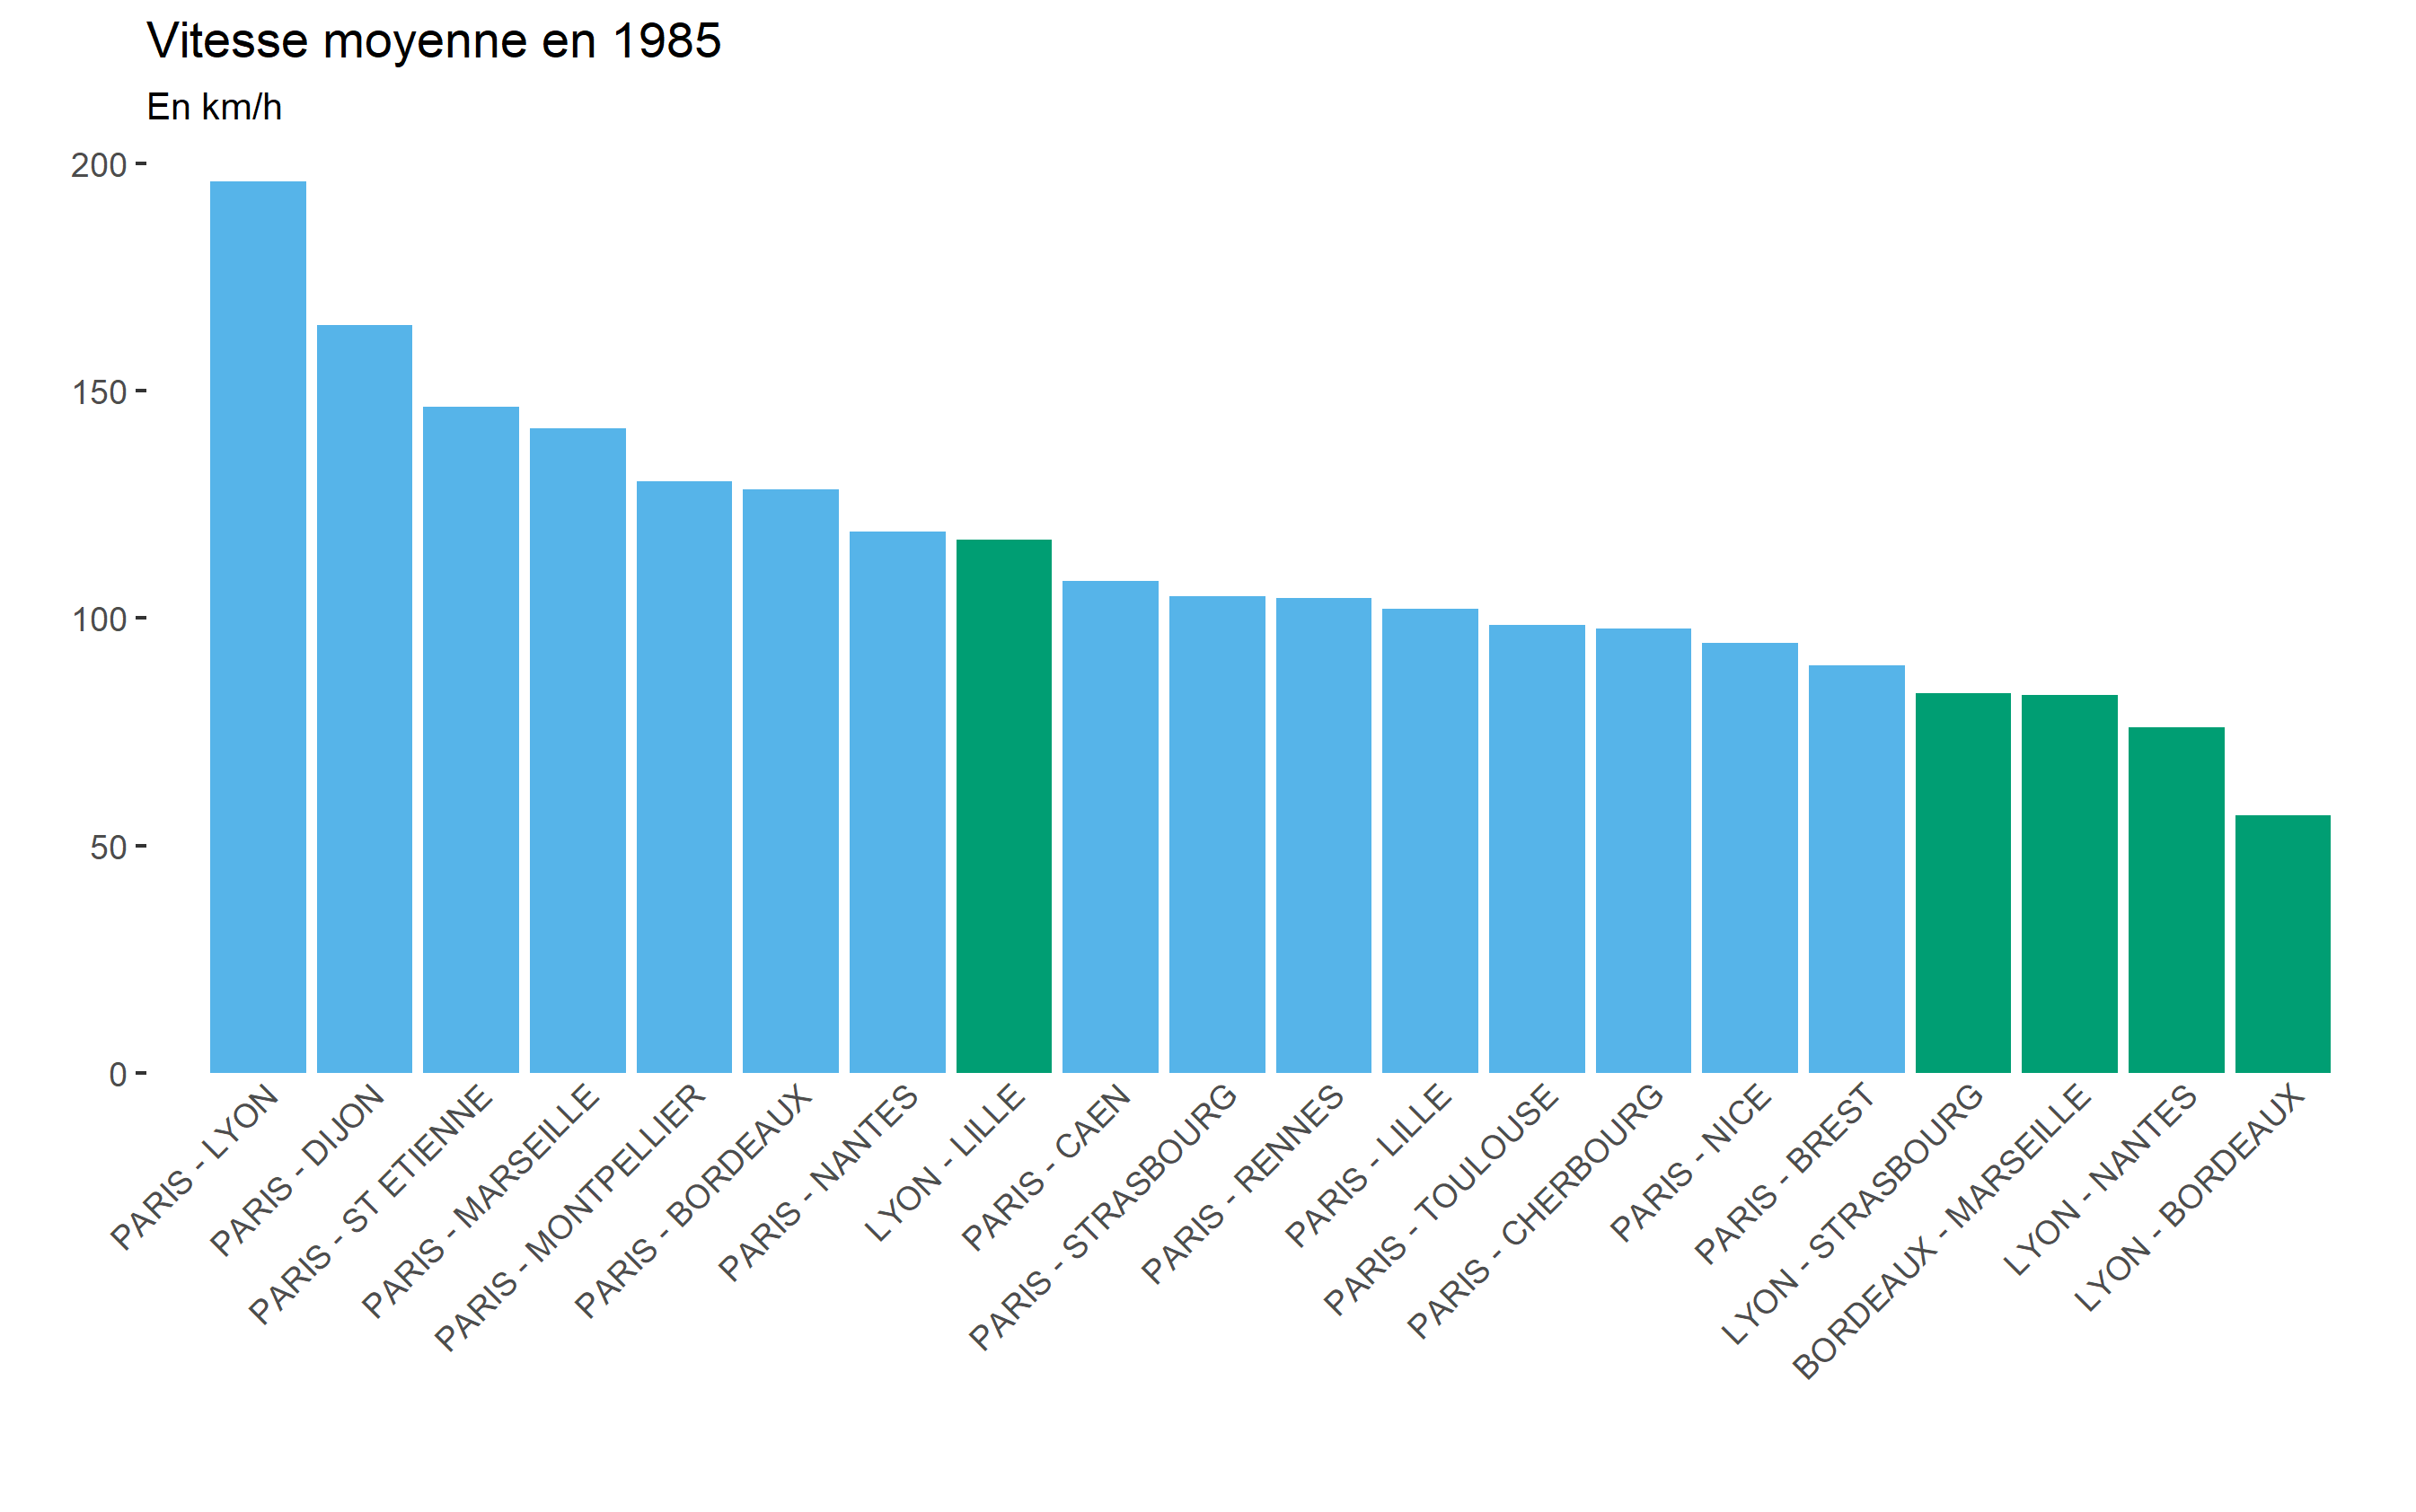 Vitesse moyenne en 1985
En km/h
200
150
100
50
0
PARIS - LYON
PARIS - DIJON
PARIS - ST ETIENNE
PARIS - MARSEILLE
PARIS - MONTPELLIER
PARIS - BORDEAUX
PARIS - NANTES
LYON - LILLE
PARIS - CAEN
PARIS - STRASBOURG
PARIS - RENNES
PARIS - LILLE
PARIS - TOULOUSE
PARIS - CHERBOURG
PARIS - NICE
PARIS - BREST
LYON - STRASBOURG
BORDEAUX - MARSEILLE
LYON - NANTES
LYON - BORDEAUX